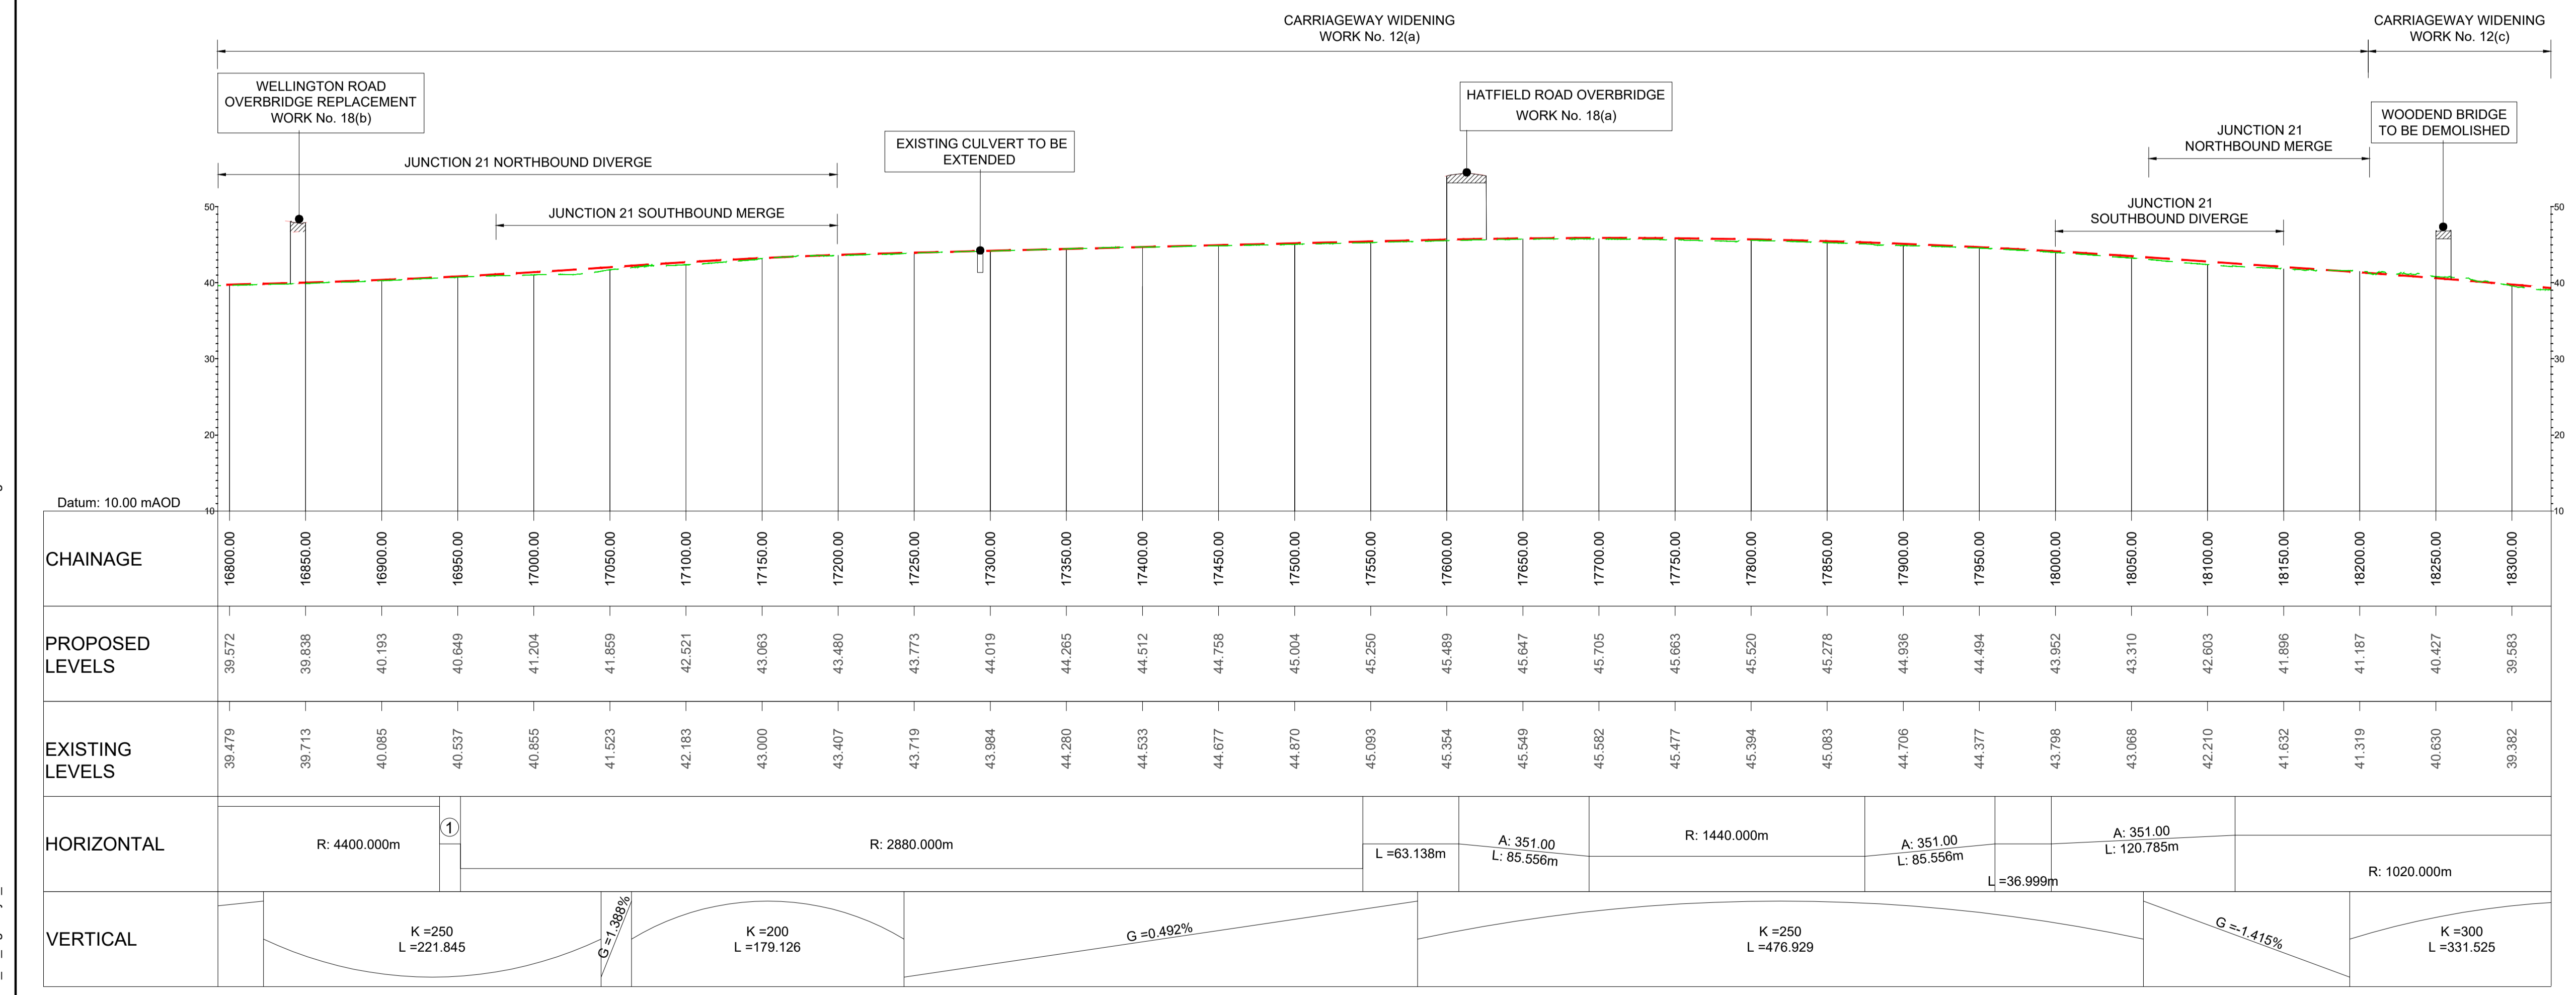 CARRIAGEWAY WIDENING
WORK No. 12(a)
CARRIAGEWAY WIDENING
WORK No. 12(c)
WELLINGTON ROAD
OVERBRIDGE REPLACEMENT
WORK No. 18(b)
HATFIELD ROAD OVERBRIDGE
WORK No. 18(a)
WOODEND BRIDGE
TO BE DEMOLISHED
EXISTING CULVERT TO BE
EXTENDED
JUNCTION 21
NORTHBOUND MERGE
JUNCTION 21 NORTHBOUND DIVERGE
JUNCTION 21 SOUTHBOUND MERGE
JUNCTION 21
SOUTHBOUND DIVERGE
50
40
30
20
10
50
40
30
20
10
Datum: 10.00 mAOD
CHAINAGE
16800.00 16850.00 16900.00 16950.00 17000.00 17050.00 17100.00 17150.00 17200.00 17250.00 17300.00 17350.00 17400.00 17450.00 17500.00 17550.00 17600.00 17650.00 17700.00 17750.00 17800.00 17850.00 17900.00 17950.00 18000.00 18050.00 18100.00 18150.00 18200.00 18250.00 18300.00
PROPOSED
LEVELS
39.572 39.838 40.193 40.649 41.204 41.859 42.521 43.063 43.480 43.773 44.019 44.265 44.512 44.758 45.004 45.250 45.489 45.647 45.705 45.663 45.520 45.278 44.936 44.494 43.952 43.310 42.603 41.896 41.187 40.427 39.583
EXISTING
LEVELS
39.479 39.713 40.085 40.537 40.855 41.523 42.183 43.000 43.407 43.719 43.984 44.280 44.533 44.677 44.870 45.093 45.354 45.549 45.582 45.477 45.394 45.083 44.706 44.377 43.798 43.068 42.210 41.632 41.319 40.630 39.382
HORIZONTAL
R: 4400.000m
1
R: 2880.000m
L =63.138m
A: 351.00
L: 85.556m
R: 1440.000m
A: 351.00
L: 85.556m
L =36.999m
A: 351.00
L: 120.785m
R: 1020.000m
VERTICAL
K =250
L =221.845
G =1.388%
K =200
L =179.126
G =0.492%
K =250
L =476.929
G =-1.415%
K =300
L =331.525